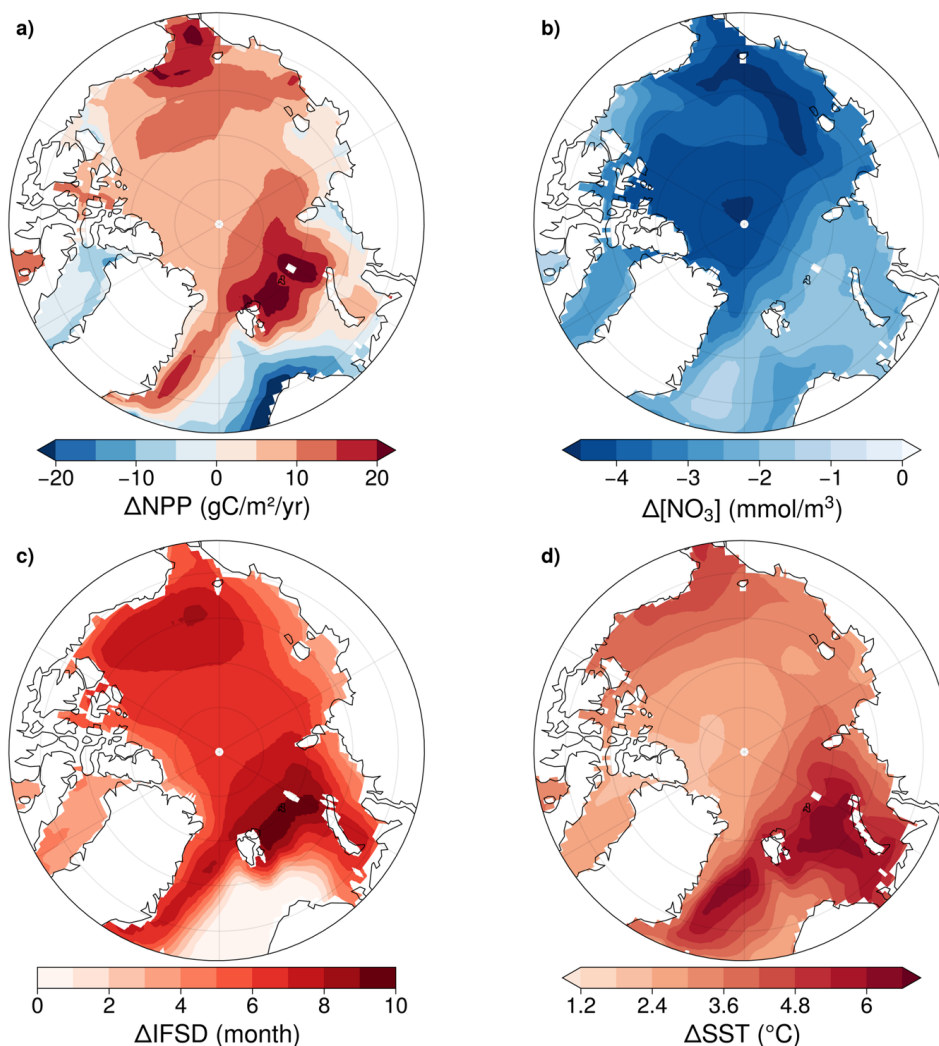 a)
b)
−20 −10 0 10 20
ΔNPP (gC/m²/yr)
−4 −3 −2 −1 0
Δ[NO₃] (mmol/m³)
c)
d)
0 2 4 6 8 10
ΔIFSD (month)
1.2 2.4 3.6 4.8 6
ΔSST (°C)